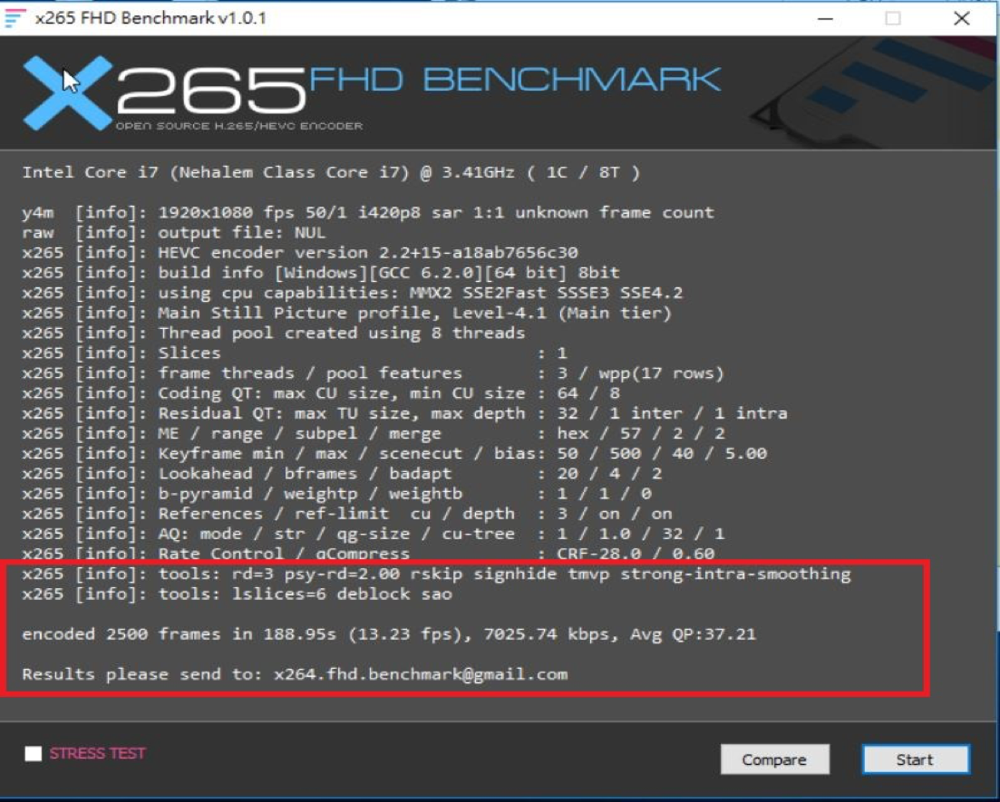 x265 FHD Benchmark v1.0.1
X265 FHD BENCHMARK
OPEN SOURCE H.265/HEVC ENCODER
Intel Core i7 (Nehalem Class Core i7) @ 3.41GHz ( 1C / 8T )
y4m  [info]: 1920x1080 fps 50/1 i420p8 sar 1:1 unknown frame count
raw  [info]: output file: NUL
x265 [info]: HEVC encoder version 2.2+15-a18ab7656c30
x265 [info]: build info [Windows][GCC 6.2.0][64 bit] 8bit
x265 [info]: using cpu capabilities: MMX2 SSE2Fast SSSE3 SSE4.2
x265 [info]: Main Still Picture profile, Level-4.1 (Main tier)
x265 [info]: Thread pool created using 8 threads
x265 [info]: Slices                              : 1
x265 [info]: frame threads / pool features       : 3 / wpp(17 rows)
x265 [info]: Coding QT: max CU size, min CU size : 64 / 8
x265 [info]: Residual QT: max TU size, max depth : 32 / 1 inter / 1 intra
x265 [info]: ME / range / subpel / merge         : hex / 57 / 2 / 2
x265 [info]: Keyframe min / max / scenecut / bias: 50 / 500 / 40 / 5.00
x265 [info]: Lookahead / bframes / badapt        : 20 / 4 / 2
x265 [info]: b-pyramid / weightp / weightb       : 1 / 1 / 0
x265 [info]: References / ref-limit  cu / depth  : 3 / on / on
x265 [info]: AQ: mode / str / qg-size / cu-tree  : 1 / 1.0 / 32 / 1
x265 [info]: Rate Control / qCompress            : CRF-28.0 / 0.60
x265 [info]: tools: rd=3 psy-rd=2.00 rskip signhide tmvp strong-intra-smoothing
x265 [info]: tools: lslices=6 deblock sao
encoded 2500 frames in 188.95s (13.23 fps), 7025.74 kbps, Avg QP:37.21
Results please send to: x264.fhd.benchmark@gmail.com
STRESS TEST
Compare
Start